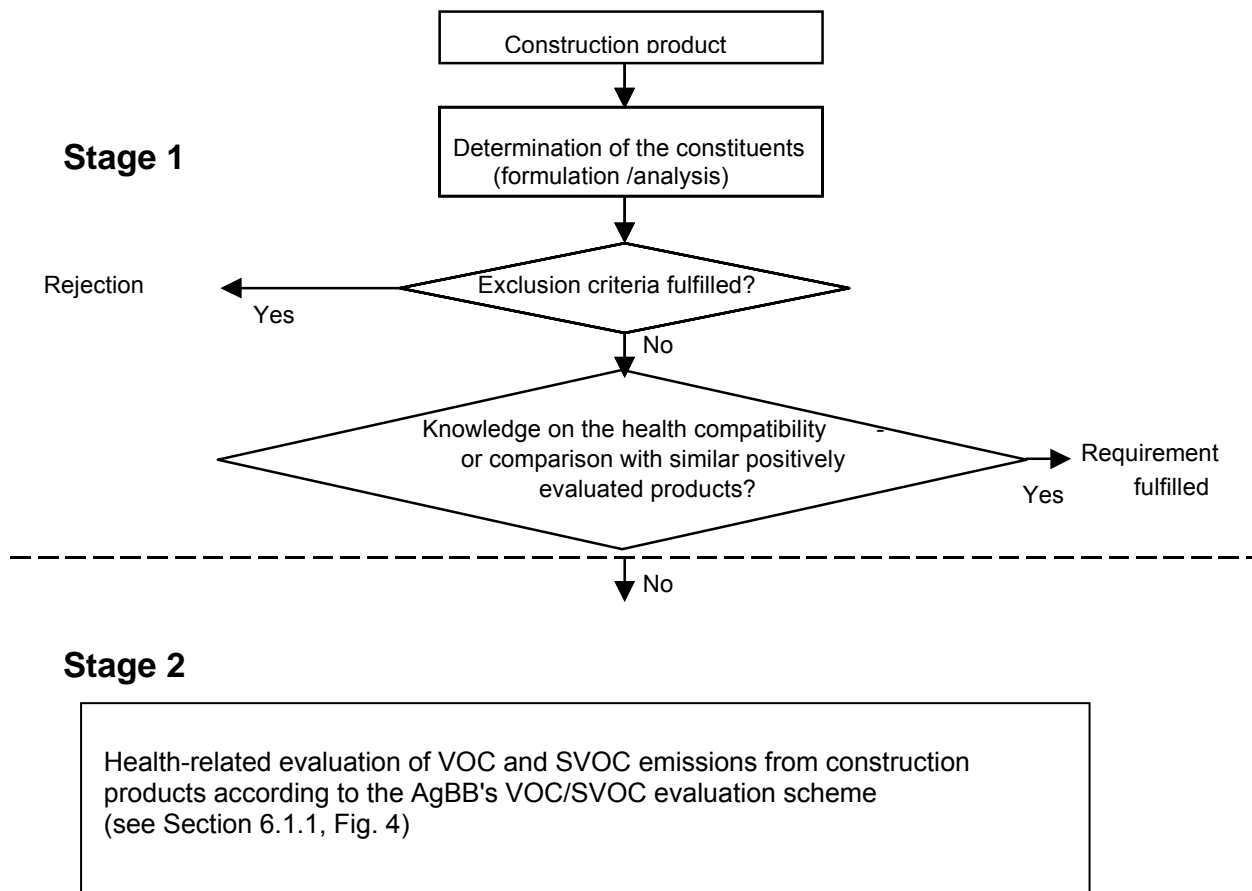 Construction product
Stage 1
Determination of the constituents
(formulation /analysis)
Rejection
Exclusion criteria fulfilled?
Yes
No
Knowledge on the health compatibility -
or comparison with similar positively
evaluated products?
Requirement
fulfilled
Yes
No
Stage 2
Health-related evaluation of VOC and SVOC emissions from construction
products according to the AgBB's VOC/SVOC evaluation scheme
(see Section 6.1.1, Fig. 4)